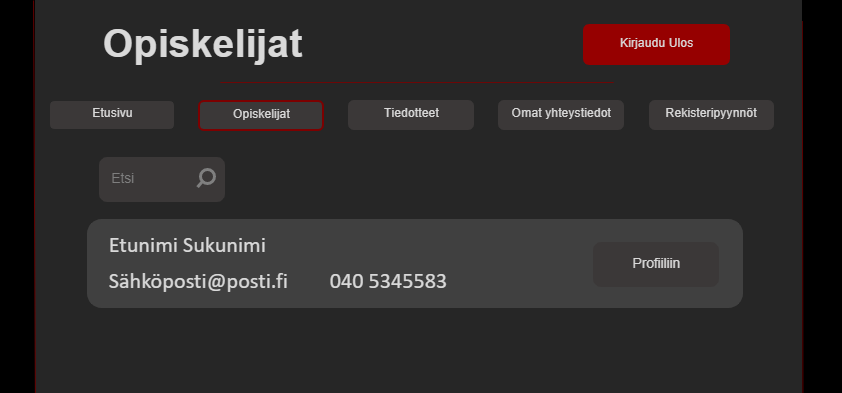 Opiskelijat
Kirjaudu Ulos
Etusivu
Opiskelijat
Tiedotteet
Omat yhteystiedot
Rekisteripyynnöt
Etsi
Etunimi Sukunimi
Sähköposti@posti.fi 040 5345583
Profiiliin